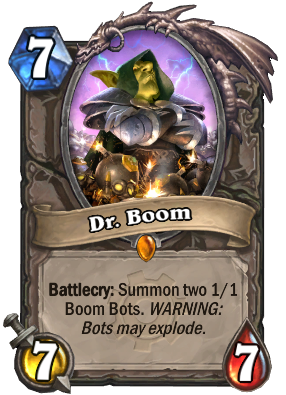 7
Dr. Boom
Battlecry: Summon two 1/1
Boom Bots. WARNING:
Bots may explode.
7
7